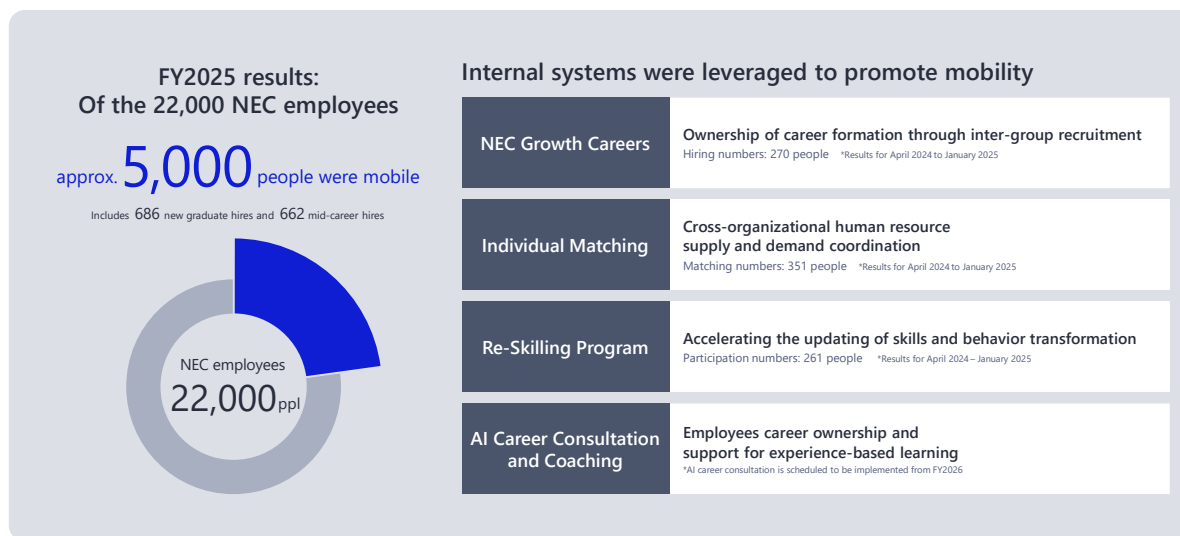 FY2025 results:
Of the 22,000 NEC employees
approx. 5,000 people were mobile
Includes 686 new graduate hires and 662 mid-career hires
NEC employees
22,000 ppl
Internal systems were leveraged to promote mobility
NEC Growth Careers
Ownership of career formation through inter-group recruitment
Hiring numbers: 270 people *Results for April 2024 to January 2025
Individual Matching
Cross-organizational human resource
supply and demand coordination
Matching numbers: 351 people *Results for April 2024 to January 2025
Re-Skilling Program
Accelerating the updating of skills and behavior transformation
Participation numbers: 261 people *Results for April 2024 – January 2025
AI Career Consultation
and Coaching
Employees career ownership and
support for experience-based learning
*AI career consultation is scheduled to be implemented from FY2026